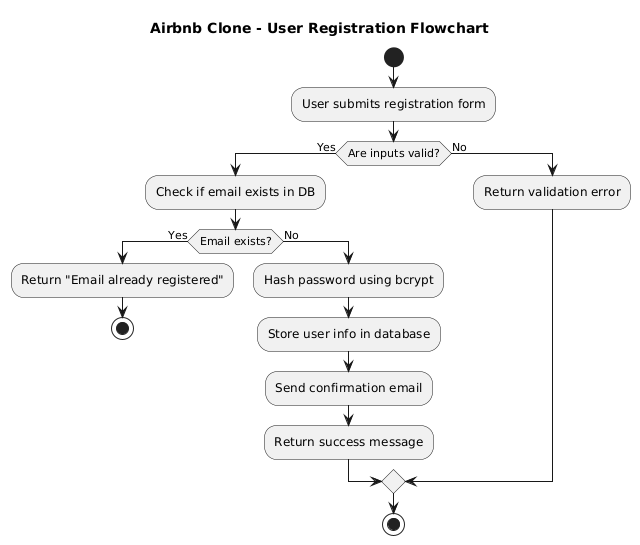 Airbnb Clone - User Registration Flowchart
User submits registration form
Are inputs valid?
Yes
No
Check if email exists in DB
Return validation error
Email exists?
Yes
No
Return "Email already registered"
Hash password using bcrypt
Store user info in database
Send confirmation email
Return success message